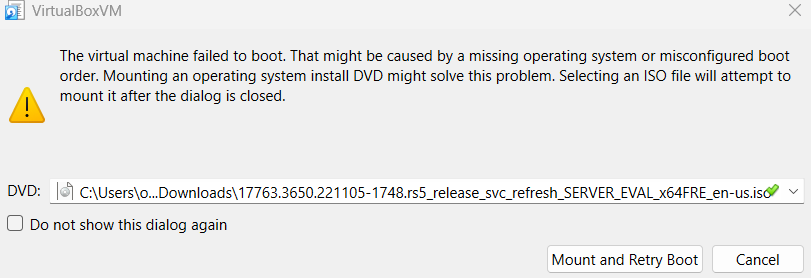 VirtualBoxVM
The virtual machine failed to boot. That might be caused by a missing operating system or misconfigured boot
order. Mounting an operating system install DVD might solve this problem. Selecting an ISO file will attempt to
mount it after the dialog is closed.
DVD: C:\Users\o...Downloads\17763.3650.221105-1748.rs5_release_svc_refresh_SERVER_EVAL_x64FRE_en-us.iso
Do not show this dialog again
Mount and Retry Boot Cancel